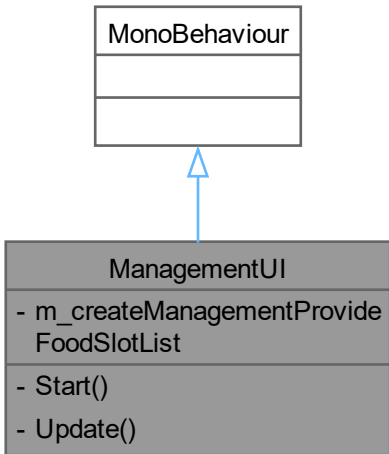 MonoBehaviour
ManagementUI
- m_createManagementProvide
FoodSlotList
- Start()
- Update()